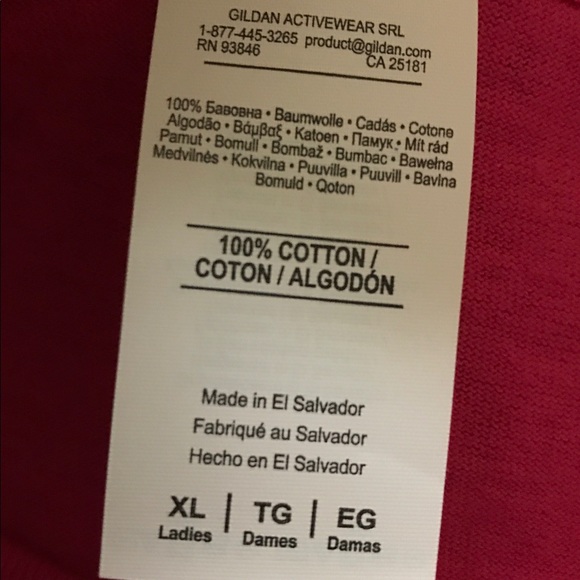 GILDAN ACTIVEWEAR SRL
1-877-445-3265 product@gildan.com
RN 93846 CA 25181
100% Бавовна • Baumwolle • Cadás • Cotone
Algodão • Βάμβαξ • Katoen • Памук • Mít rád
Pamut • Bomull • Bombaž • Bumbac • Bawełna
Medvilnės • Kokvilna • Puuvilla • Puuvill • Bavlna
Bomuld • Qoton
100% COTTON /
COTON / ALGODÓN
Made in El Salvador
Fabriqué au Salvador
Hecho en El Salvador
XL | TG | EG
Ladies Dames Damas